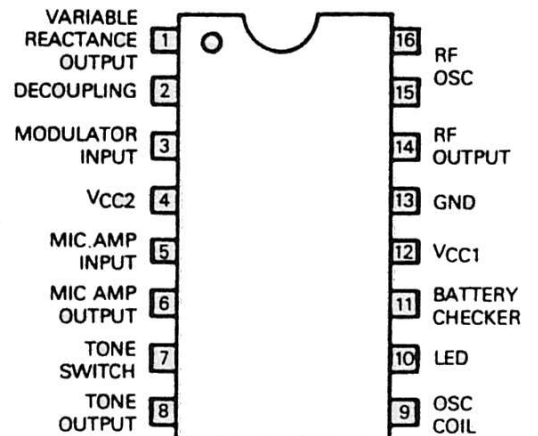 VARIABLE
REACTANCE
OUTPUT
1
DECOUPLING
2
MODULATOR
INPUT
3
VCC2
4
MIC.AMP
INPUT
5
MIC AMP
OUTPUT
6
TONE
SWITCH
7
TONE
OUTPUT
8
16
RF
OSC
15
14
RF
OUTPUT
13
GND
12
VCC1
11
BATTERY
CHECKER
10
LED
9
OSC
COIL